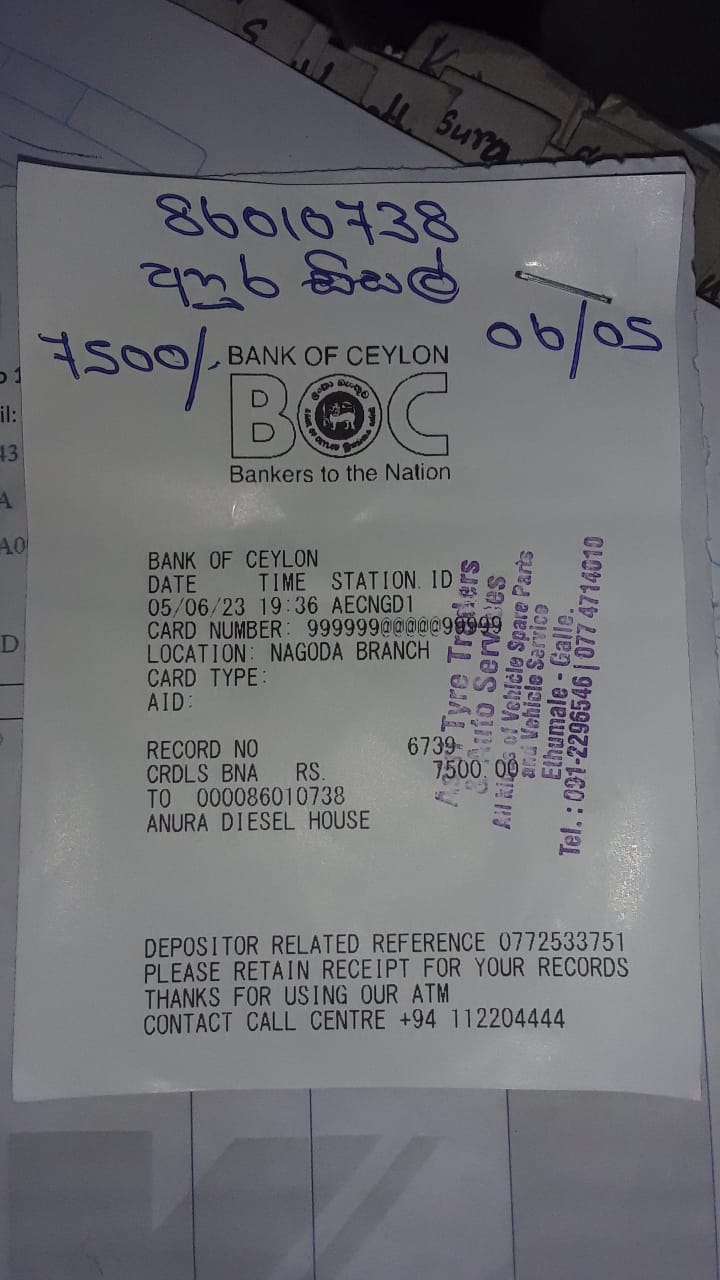 86010738
අනුර ඩීසල්
7500/-
06/05
BANK OF CEYLON
BOC
Bankers to the Nation
BANK OF CEYLON
DATE TIME STATION.ID
05/06/23 19:36 AECNGD1
CARD NUMBER: 999999@@@@@99999
LOCATION: NAGODA BRANCH
CARD TYPE:
AID:
RECORD NO 6739
CRDLS BNA RS. 7500.00
TO 000086010738
ANURA DIESEL HOUSE
Tyre Traders
& Auto Services
All kinds of Vehicle Spare Parts
and Vehicle Service
Ethumale - Galle.
Tel. : 091-2296546 | 077 4714010
DEPOSITOR RELATED REFERENCE 0772533751
PLEASE RETAIN RECEIPT FOR YOUR RECORDS
THANKS FOR USING OUR ATM
CONTACT CALL CENTRE +94 112204444